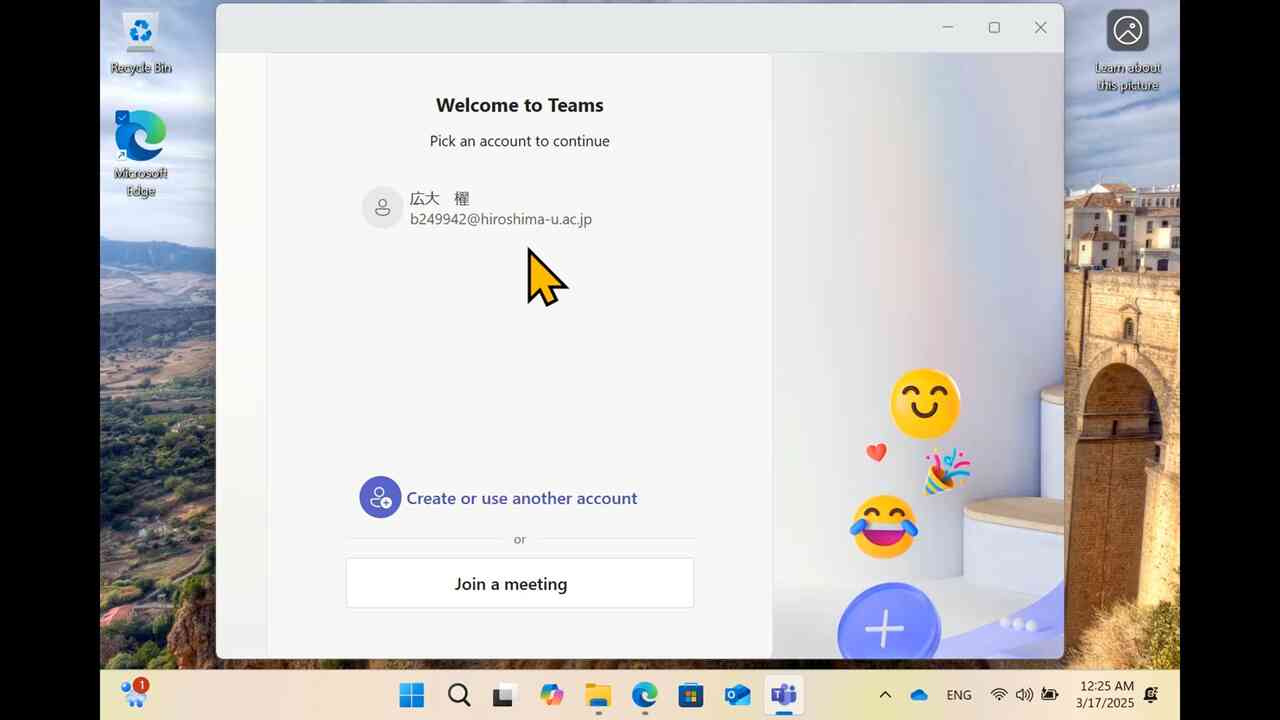 Recycle Bin
Microsoft
Edge
Learn about
this picture
Welcome to Teams
Pick an account to continue
広大　櫂
b249942@hiroshima-u.ac.jp
Create or use another account
or
Join a meeting
1
ENG
12:25 AM
3/17/2025